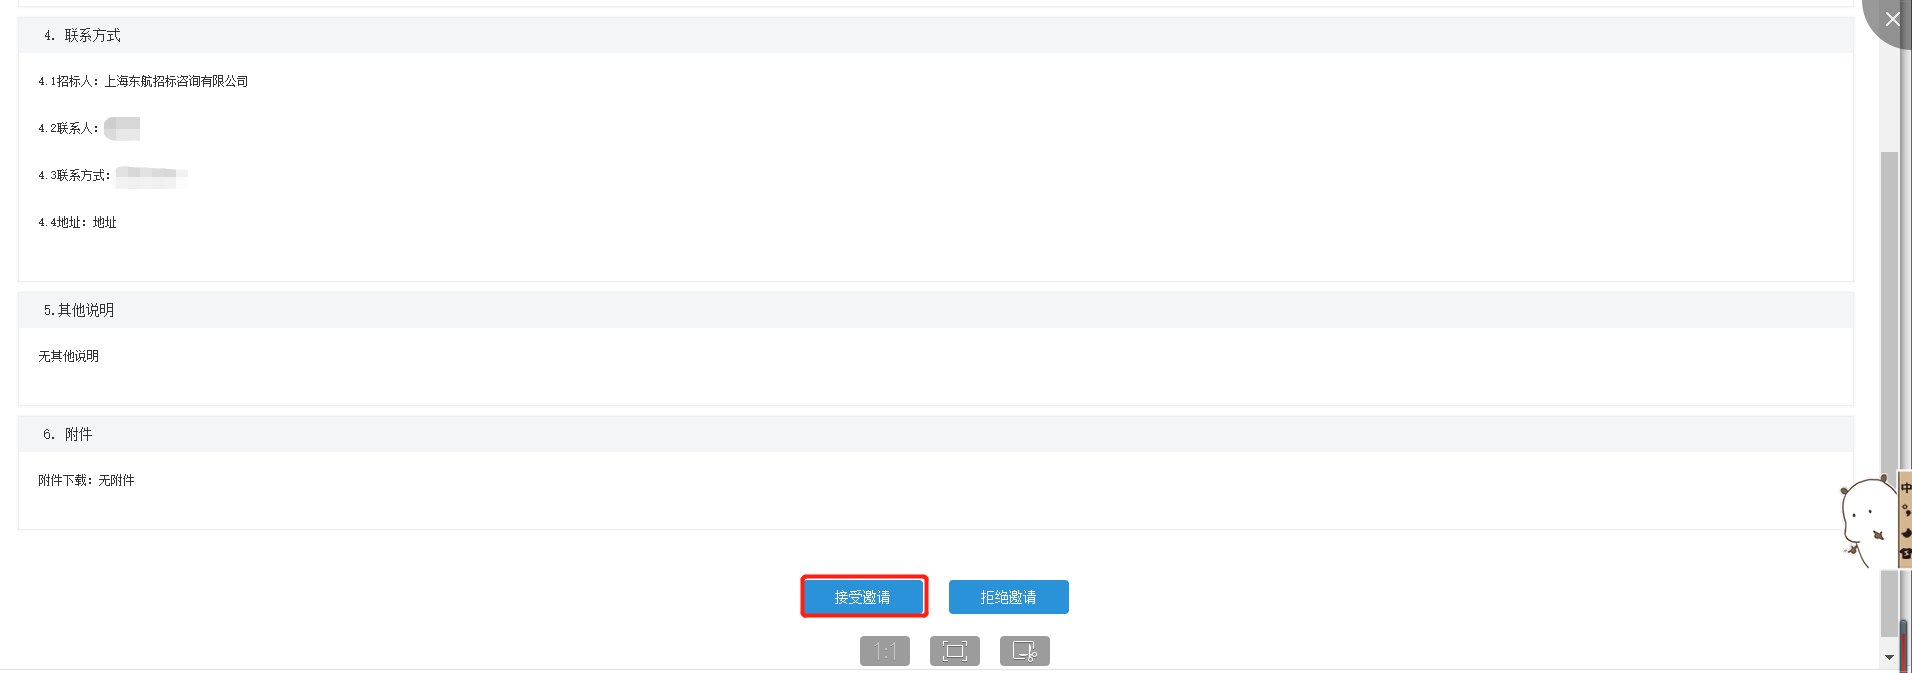 4. 联系方式
4.1招标人：上海东航招标咨询有限公司
4.2联系人：
4.3联系方式：
4.4地址：地址
5.其他说明
无其他说明
6. 附件
附件下载：无附件
中
接受邀请
拒绝邀请
1:1